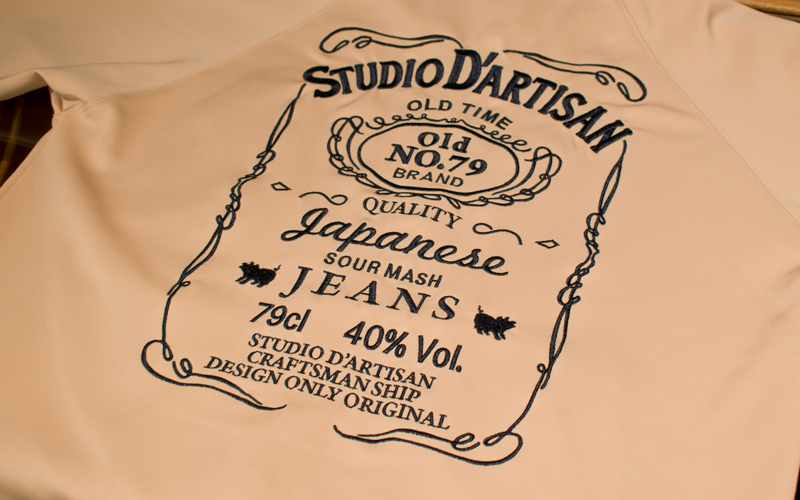 STUDIO D'ARTISAN
OLD TIME
Old
NO.79
BRAND
QUALITY
Japanese
SOUR MASH
JEANS
79cl 40% Vol.
STUDIO D'ARTISAN
CRAFTSMAN SHIP
DESIGN ONLY ORIGINAL